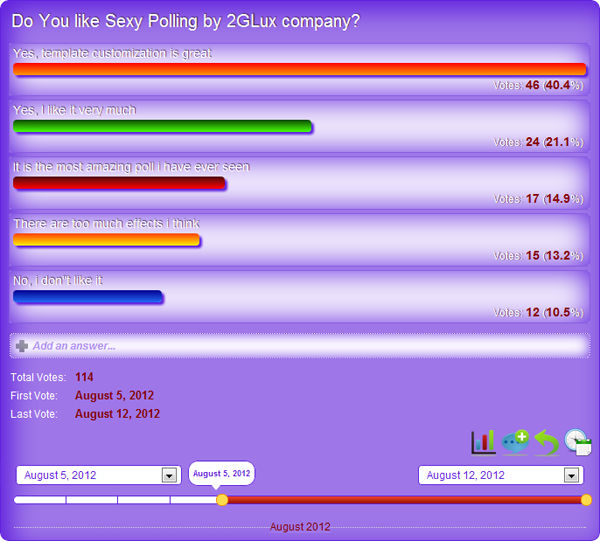 Do You like Sexy Polling by 2GLux company?
Yes, template customization is great
Votes: 46 (40.4%)
Yes, I like it very much
Votes: 24 (21.1%)
It is the most amazing poll i have ever seen
Votes: 17 (14.9%)
There are too much effects i think
Votes: 15 (13.2%)
No, i don"t like it
Votes: 12 (10.5%)
Add an answer...
Total Votes: 114
First Vote: August 5, 2012
Last Vote: August 12, 2012
August 5, 2012 August 5, 2012 August 12, 2012
August 2012